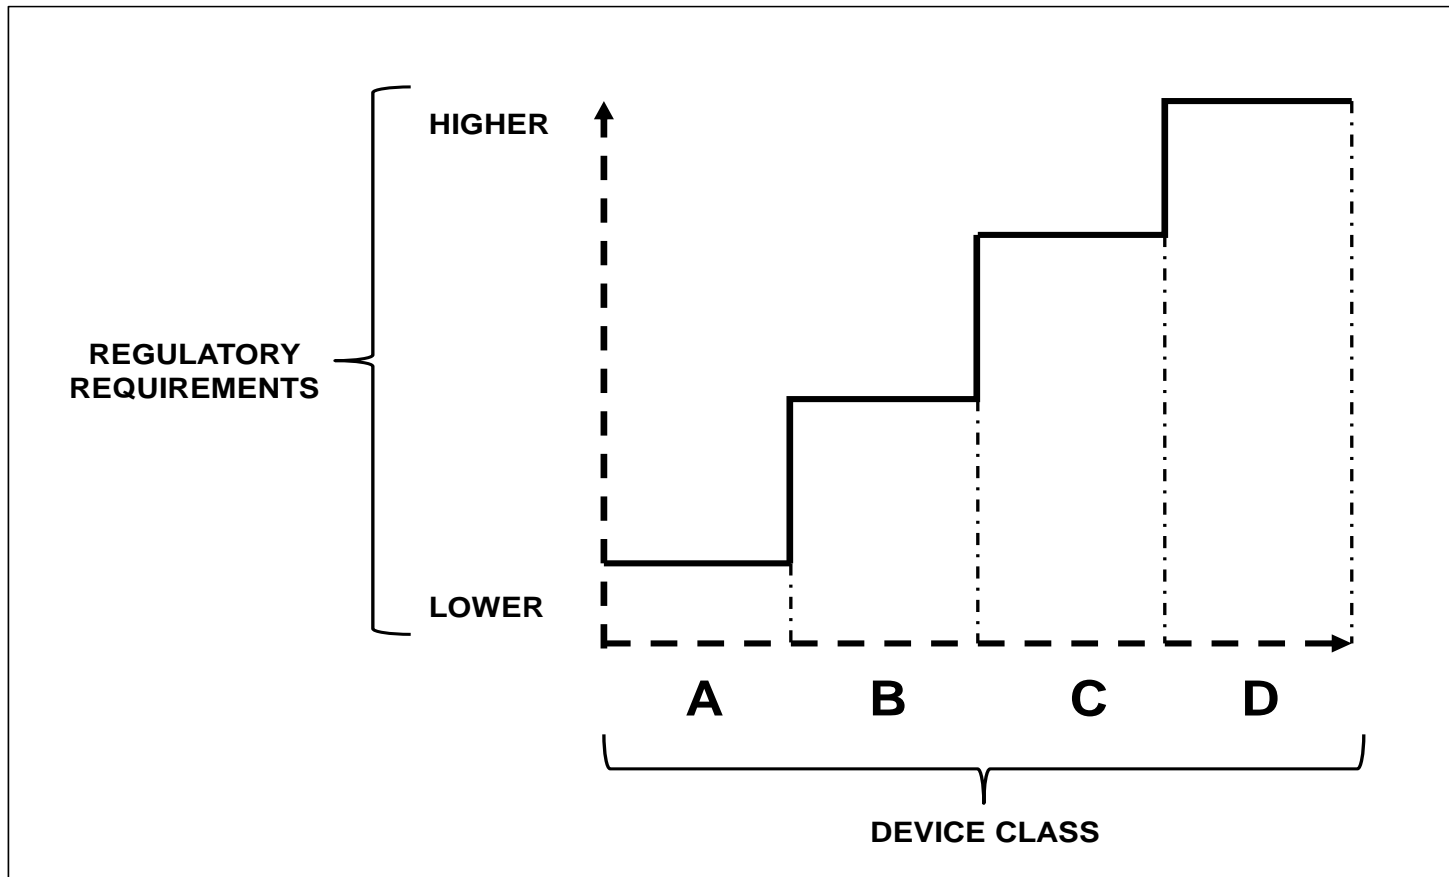 HIGHER
REGULATORY
REQUIREMENTS
LOWER
A B C D
DEVICE CLASS